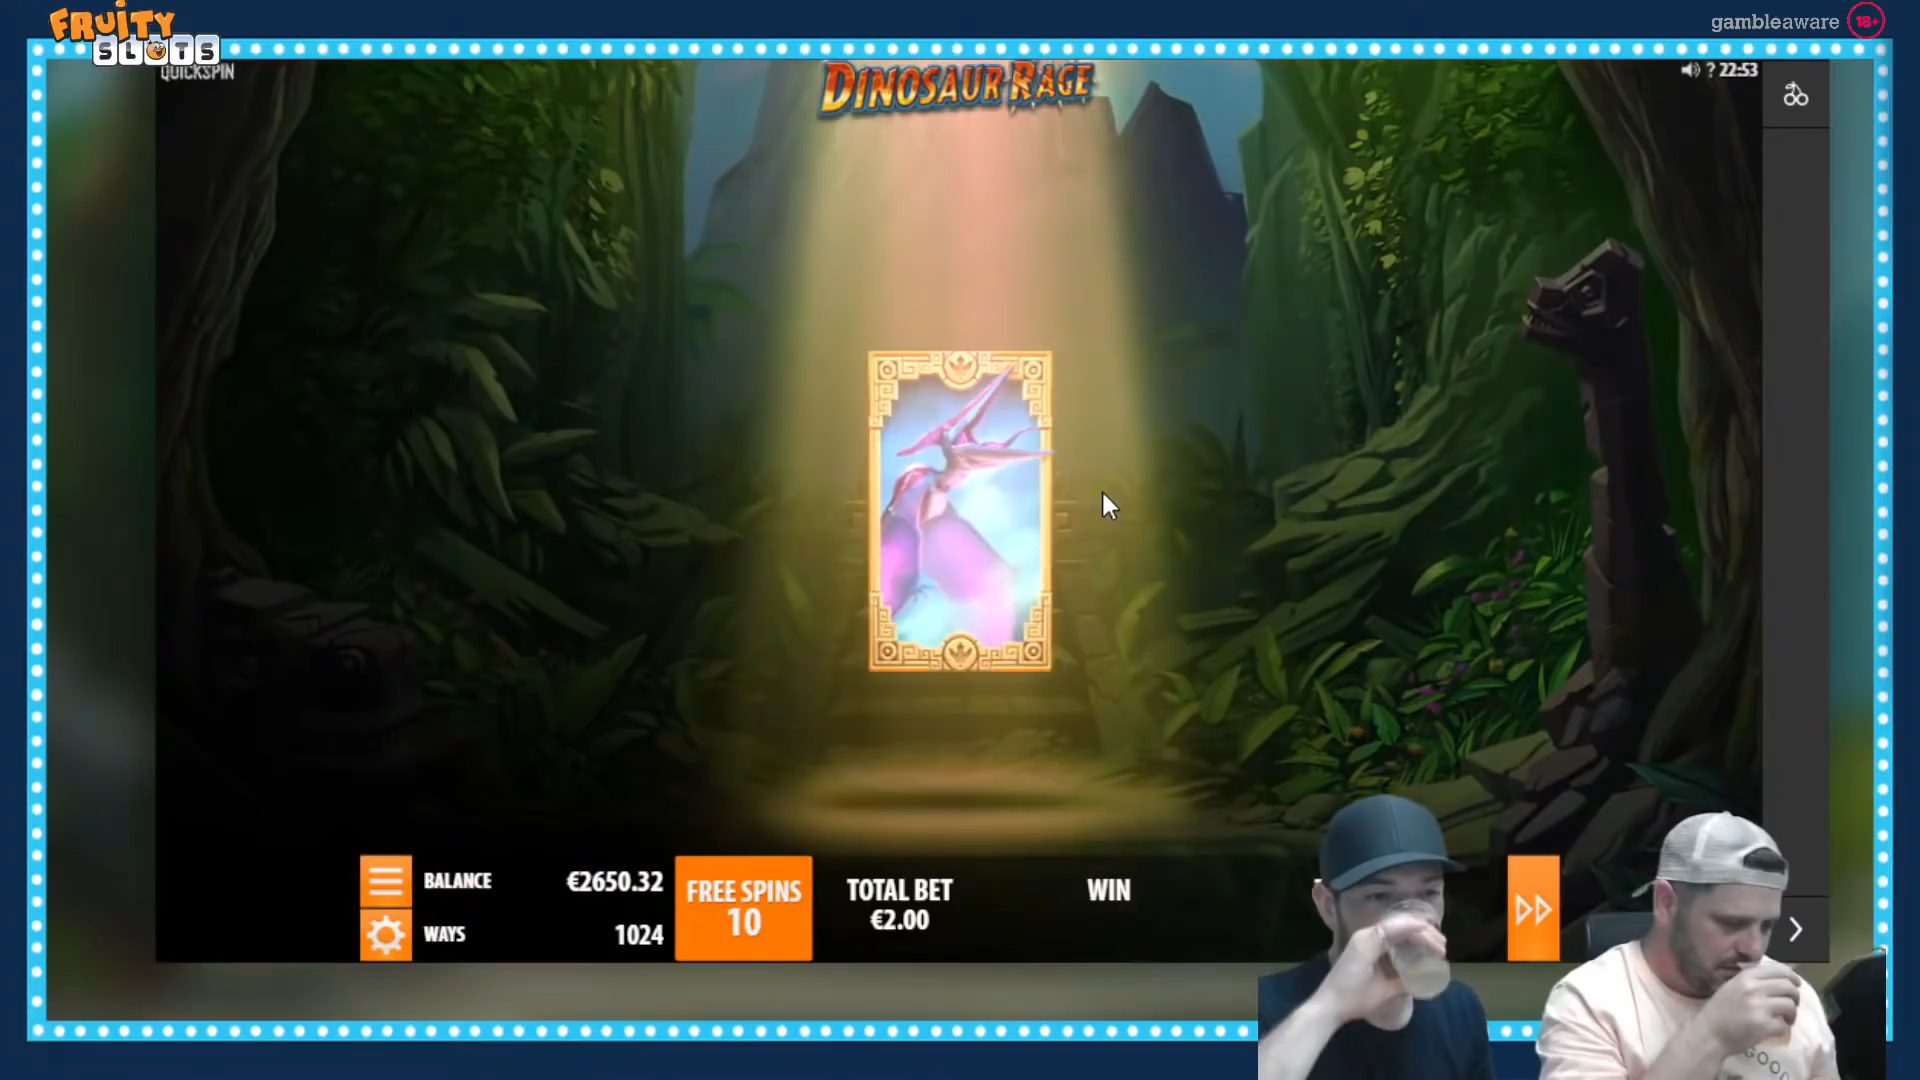 FRUITY
SLOTS
gambleaware 18+
QUICKSPIN
DINOSAUR RAGE
? 22:53
BALANCE €2650.32
WAYS 1024
FREE SPINS
10
TOTAL BET
€2.00
WIN
GOOD